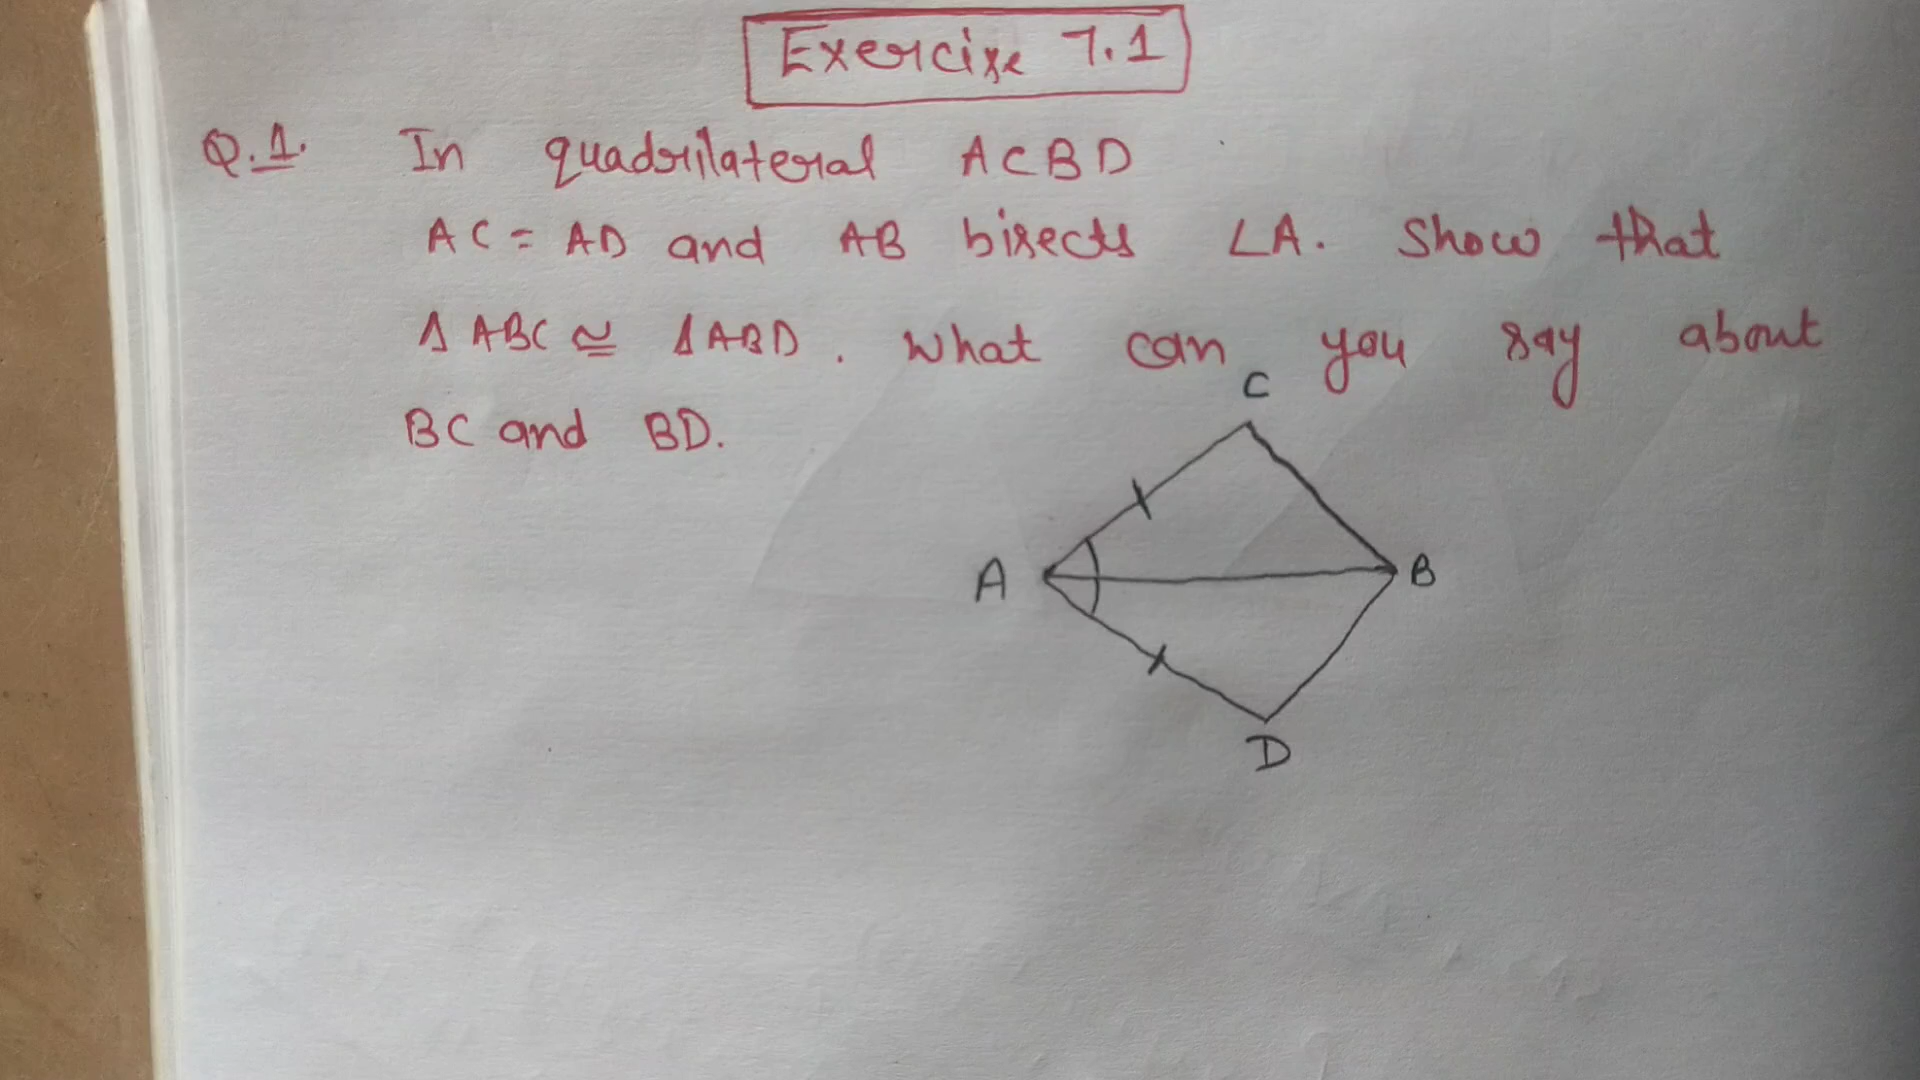 Exercise 7.1
Q.1. In quadrilateral ACBD
AC = AD and AB bisects ∠A. Show that
Δ ABC ≅ ΔABD. What can you say about
BC and BD.
C
A
B
D